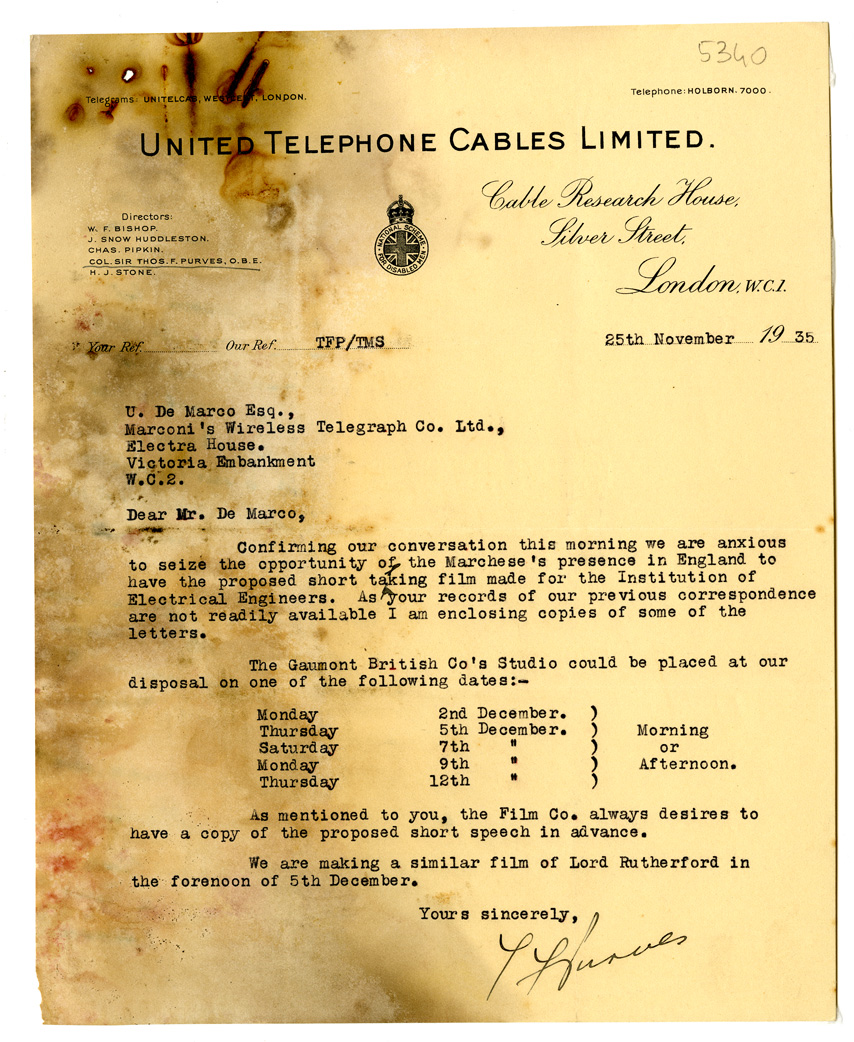 5340
Telegrams: UNITELCAB, WESTCENT, LONDON.
Telephone: HOLBORN. 7000.
UNITED TELEPHONE CABLES LIMITED.
Cable Research House,
Silver Street,
London, W.C.1.
Directors:
W. F. BISHOP.
J. SNOW HUDDLESTON.
CHAS. PIPKIN.
COL. SIR THOS. F. PURVES, O.B.E.
H. J. STONE.
NATIONAL SCHEME
FOR DISABLED MEN
Your Ref. Our Ref. TFP/TMS
25th November 19 35
U. De Marco Esq.,
Marconi's Wireless Telegraph Co. Ltd.,
Electra House.
Victoria Embankment
W.C.2.
Dear Mr. De Marco,
Confirming our conversation this morning we are anxious
to seize the opportunity of the Marchese's presence in England to
have the proposed short taking film made for the Institution of
Electrical Engineers. As your records of our previous correspondence
are not readily available I am enclosing copies of some of the
letters.
The Gaumont British Co's Studio could be placed at our
disposal on one of the following dates:-
Monday 2nd December. )
Thursday 5th December. ) Morning
Saturday 7th " ) or
Monday 9th " ) Afternoon.
Thursday 12th " )
As mentioned to you, the Film Co. always desires to
have a copy of the proposed short speech in advance.
We are making a similar film of Lord Rutherford in
the forenoon of 5th December.
Yours sincerely,
T F Purves